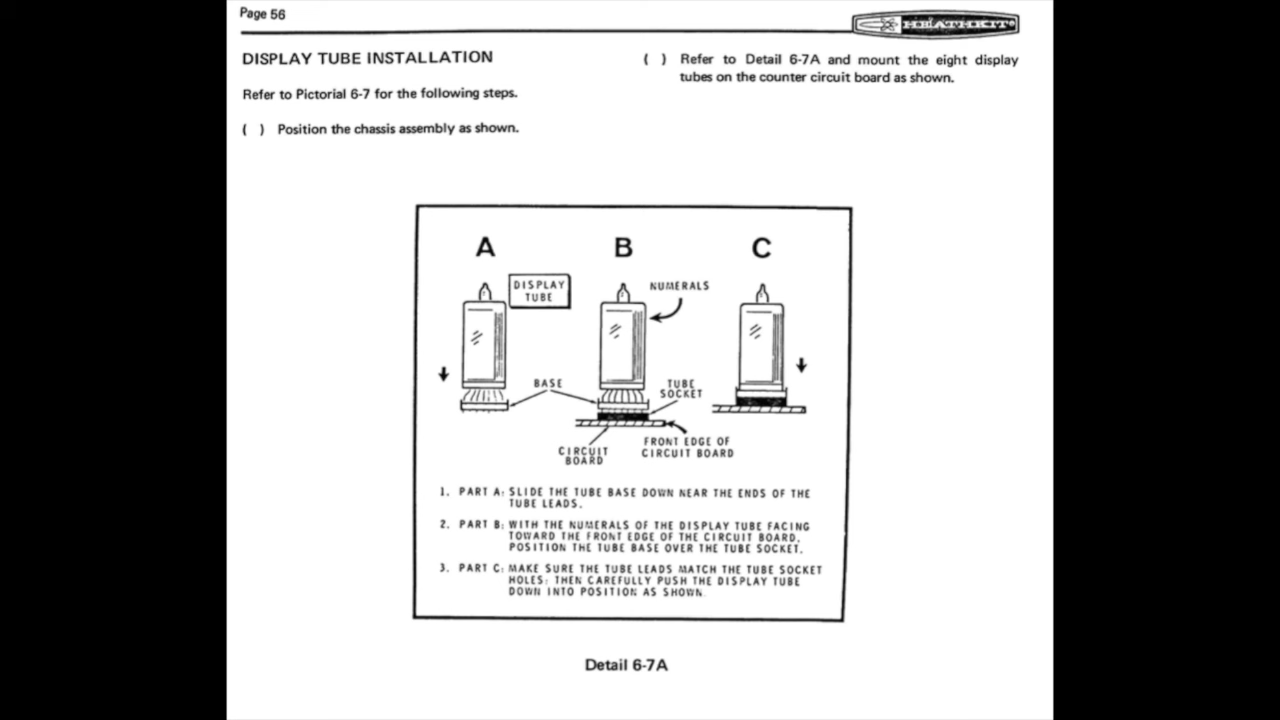 Page 56
HEATHKIT®
DISPLAY TUBE INSTALLATION
Refer to Pictorial 6-7 for the following steps.
( ) Position the chassis assembly as shown.
( ) Refer to Detail 6-7A and mount the eight display
tubes on the counter circuit board as shown.
A
B
C
DISPLAY
TUBE
NUMERALS
BASE
TUBE
SOCKET
CIRCUIT
BOARD
FRONT EDGE OF
CIRCUIT BOARD
1. PART A: SLIDE THE TUBE BASE DOWN NEAR THE ENDS OF THE
TUBE LEADS.
2. PART B: WITH THE NUMERALS OF THE DISPLAY TUBE FACING
TOWARD THE FRONT EDGE OF THE CIRCUIT BOARD,
POSITION THE TUBE BASE OVER THE TUBE SOCKET.
3. PART C: MAKE SURE THE TUBE LEADS MATCH THE TUBE SOCKET
HOLES; THEN CAREFULLY PUSH THE DISPLAY TUBE
DOWN INTO POSITION AS SHOWN.
Detail 6-7A